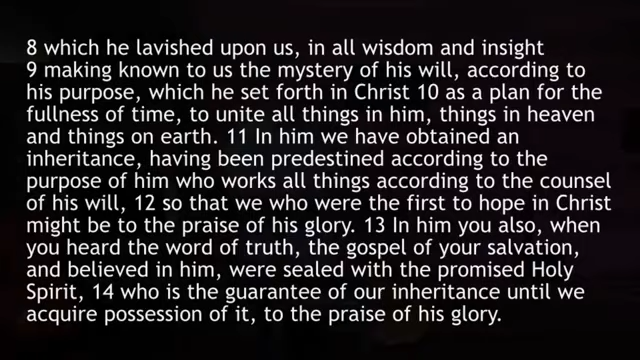 8 which he lavished upon us, in all wisdom and insight
9 making known to us the mystery of his will, according to
his purpose, which he set forth in Christ 10 as a plan for the
fullness of time, to unite all things in him, things in heaven
and things on earth. 11 In him we have obtained an
inheritance, having been predestined according to the
purpose of him who works all things according to the counsel
of his will, 12 so that we who were the first to hope in Christ
might be to the praise of his glory. 13 In him you also, when
you heard the word of truth, the gospel of your salvation,
and believed in him, were sealed with the promised Holy
Spirit, 14 who is the guarantee of our inheritance until we
acquire possession of it, to the praise of his glory.